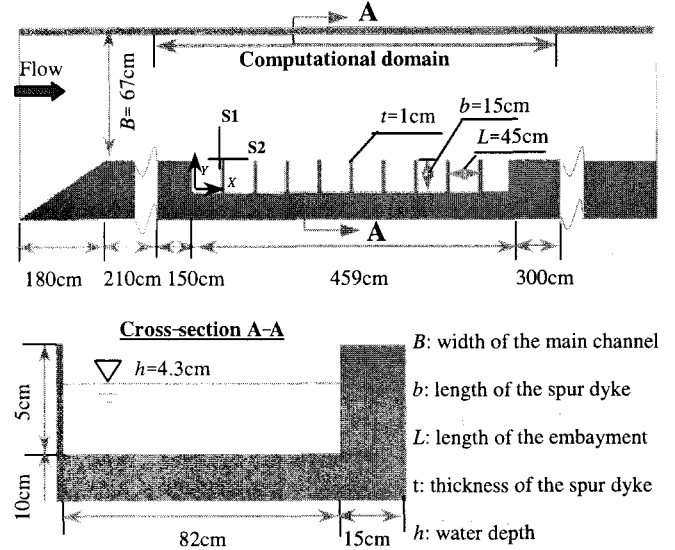 A
Flow
Computational domain
B= 67cm
S1
S2
t=1cm
b=15cm
L=45cm
Y
X
A
180cm
210cm
150cm
459cm
300cm
Cross-section A-A
h=4.3cm
5cm
10cm
82cm
15cm
B: width of the main channel
b: length of the spur dyke
L: length of the embayment
t: thickness of the spur dyke
h: water depth